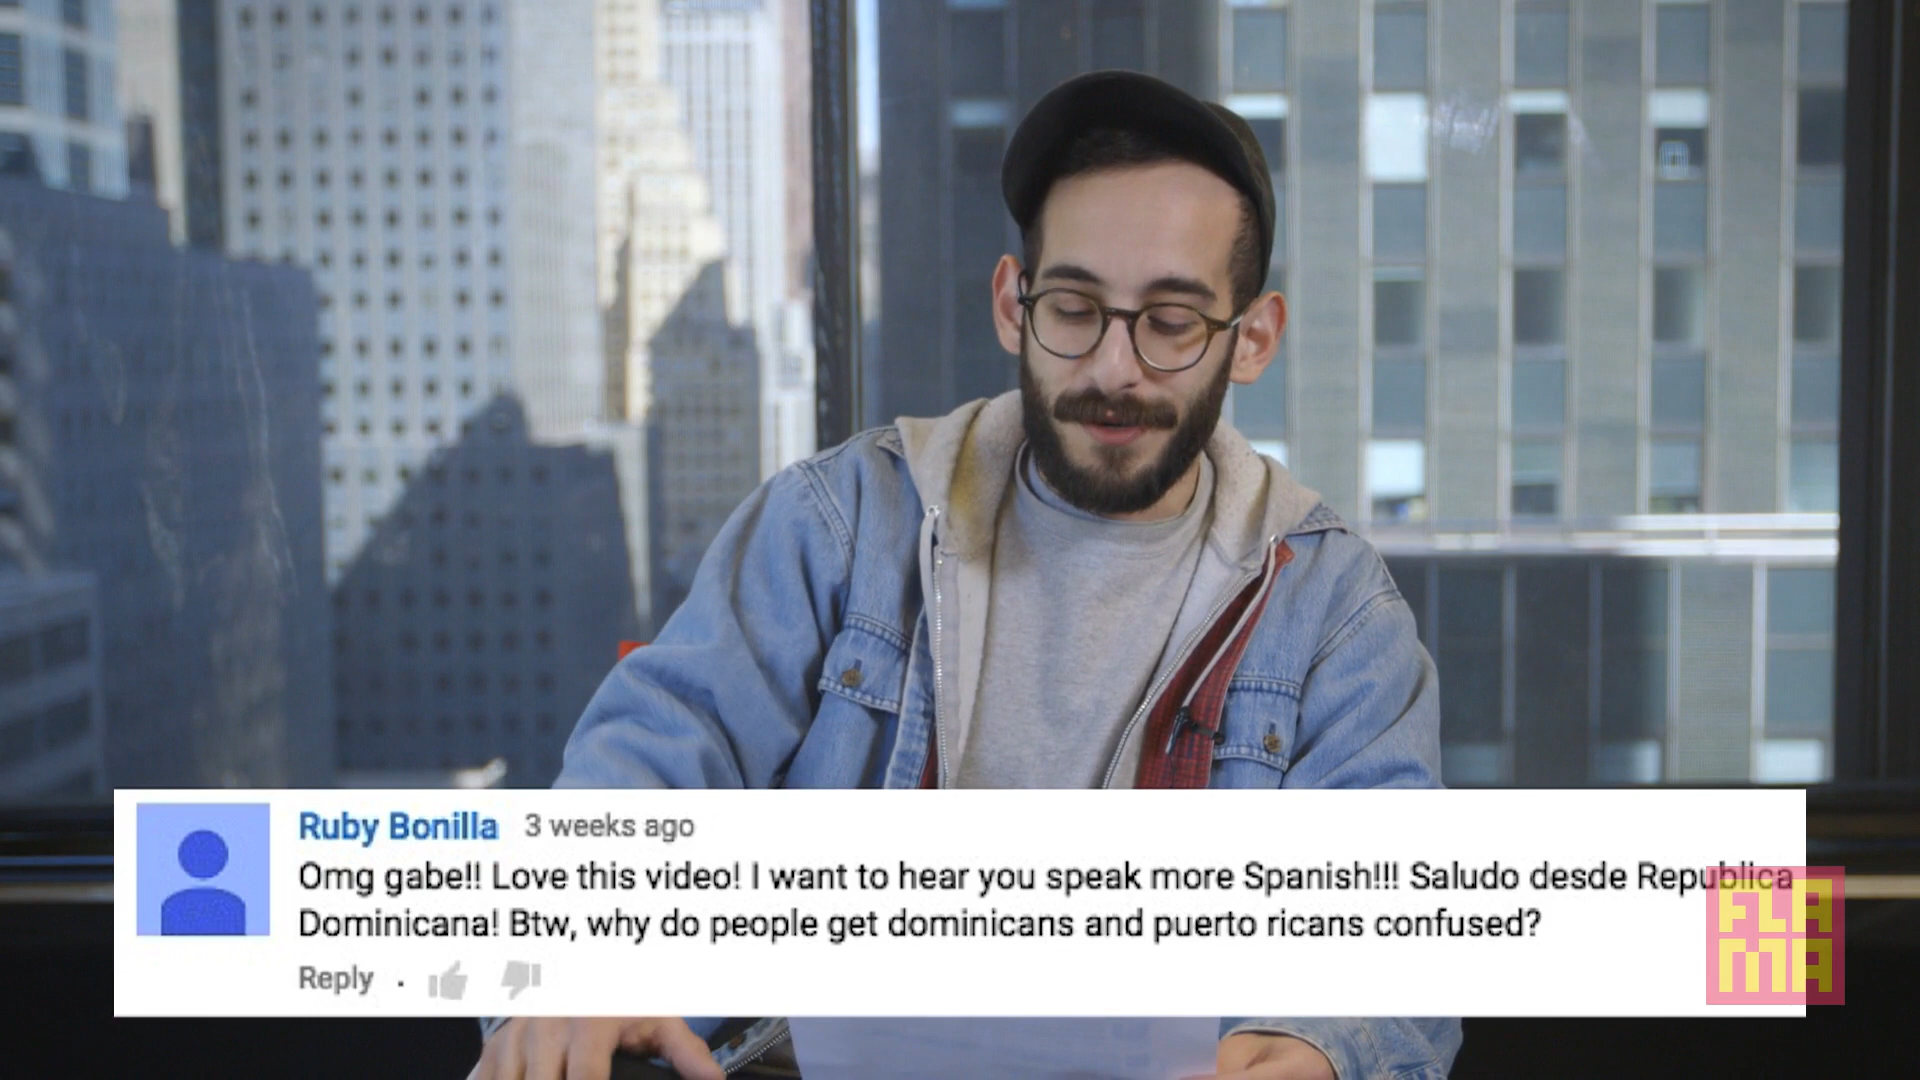 Ruby Bonilla 3 weeks ago
Omg gabe!! Love this video! I want to hear you speak more Spanish!!! Saludo desde Republica
Dominicana! Btw, why do people get dominicans and puerto ricans confused?
Reply .
FLA
MA